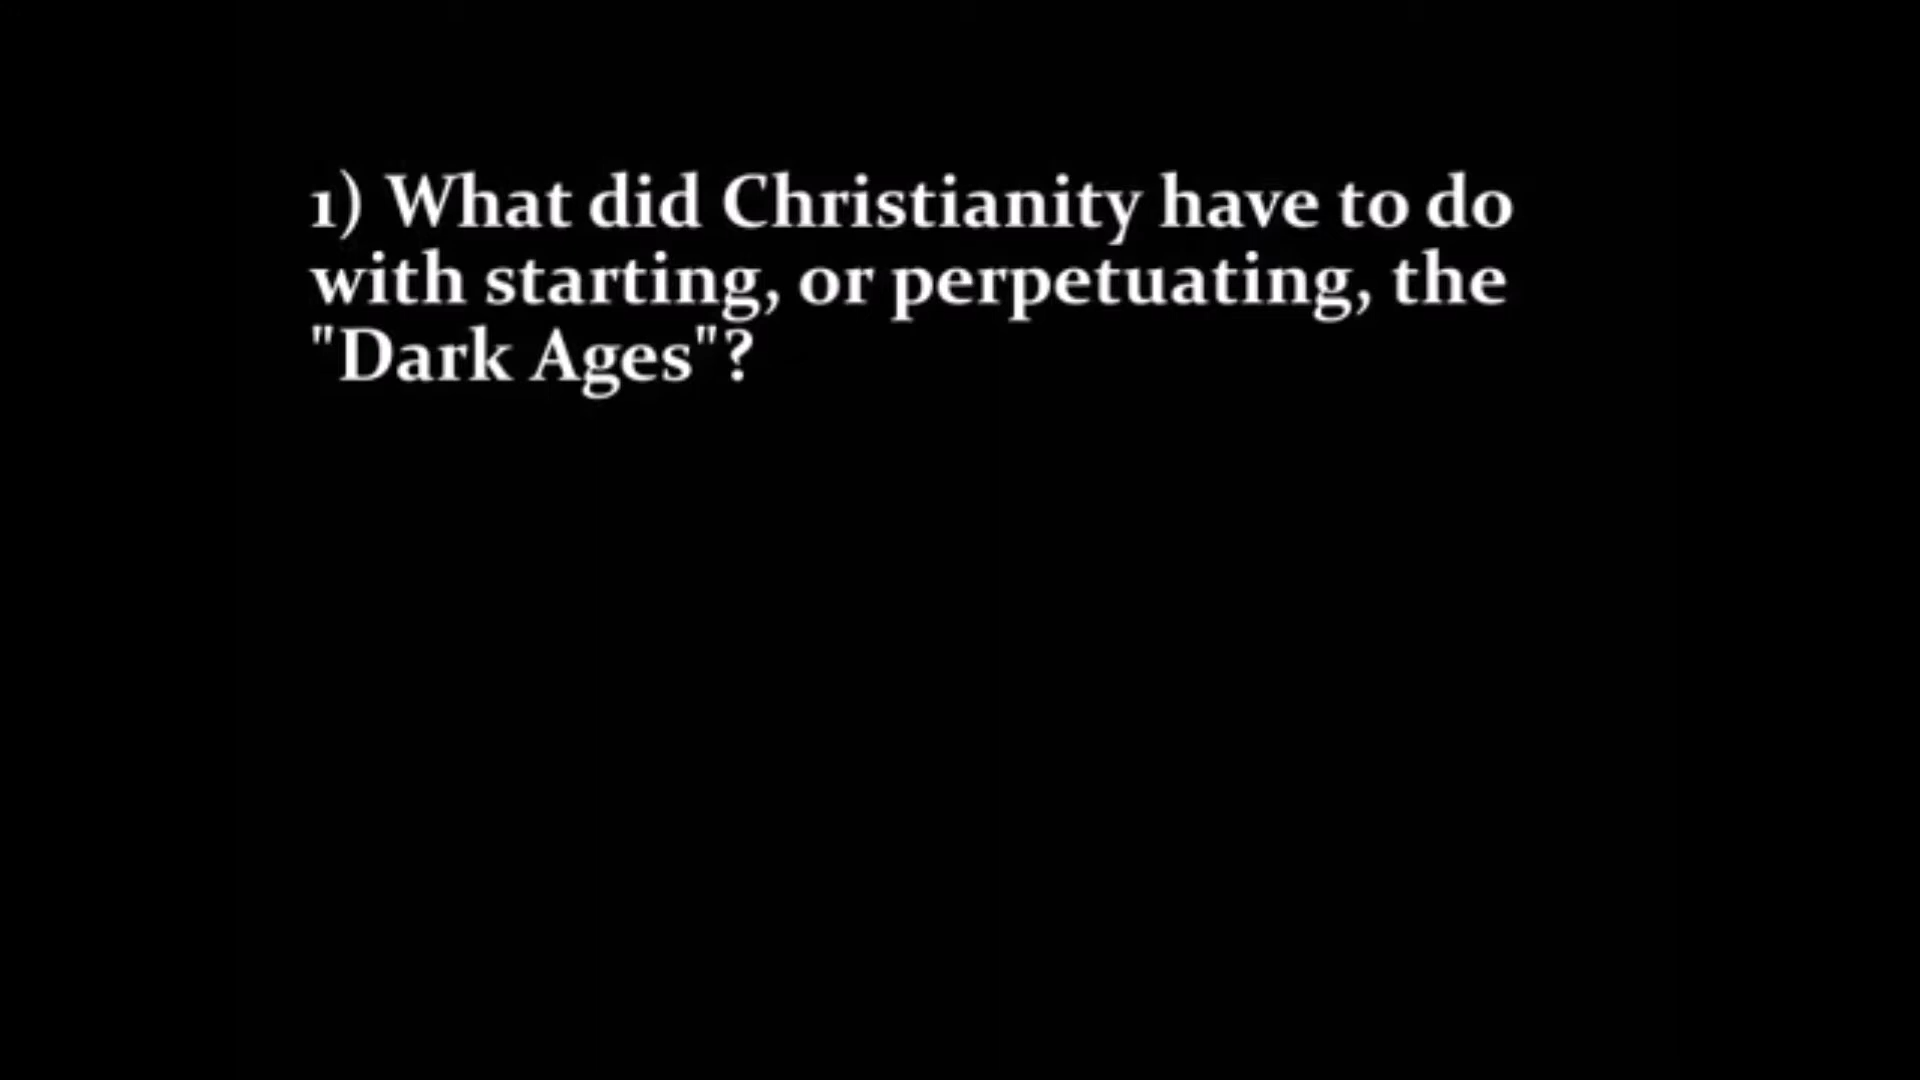 1) What did Christianity have to do
with starting, or perpetuating, the
"Dark Ages"?